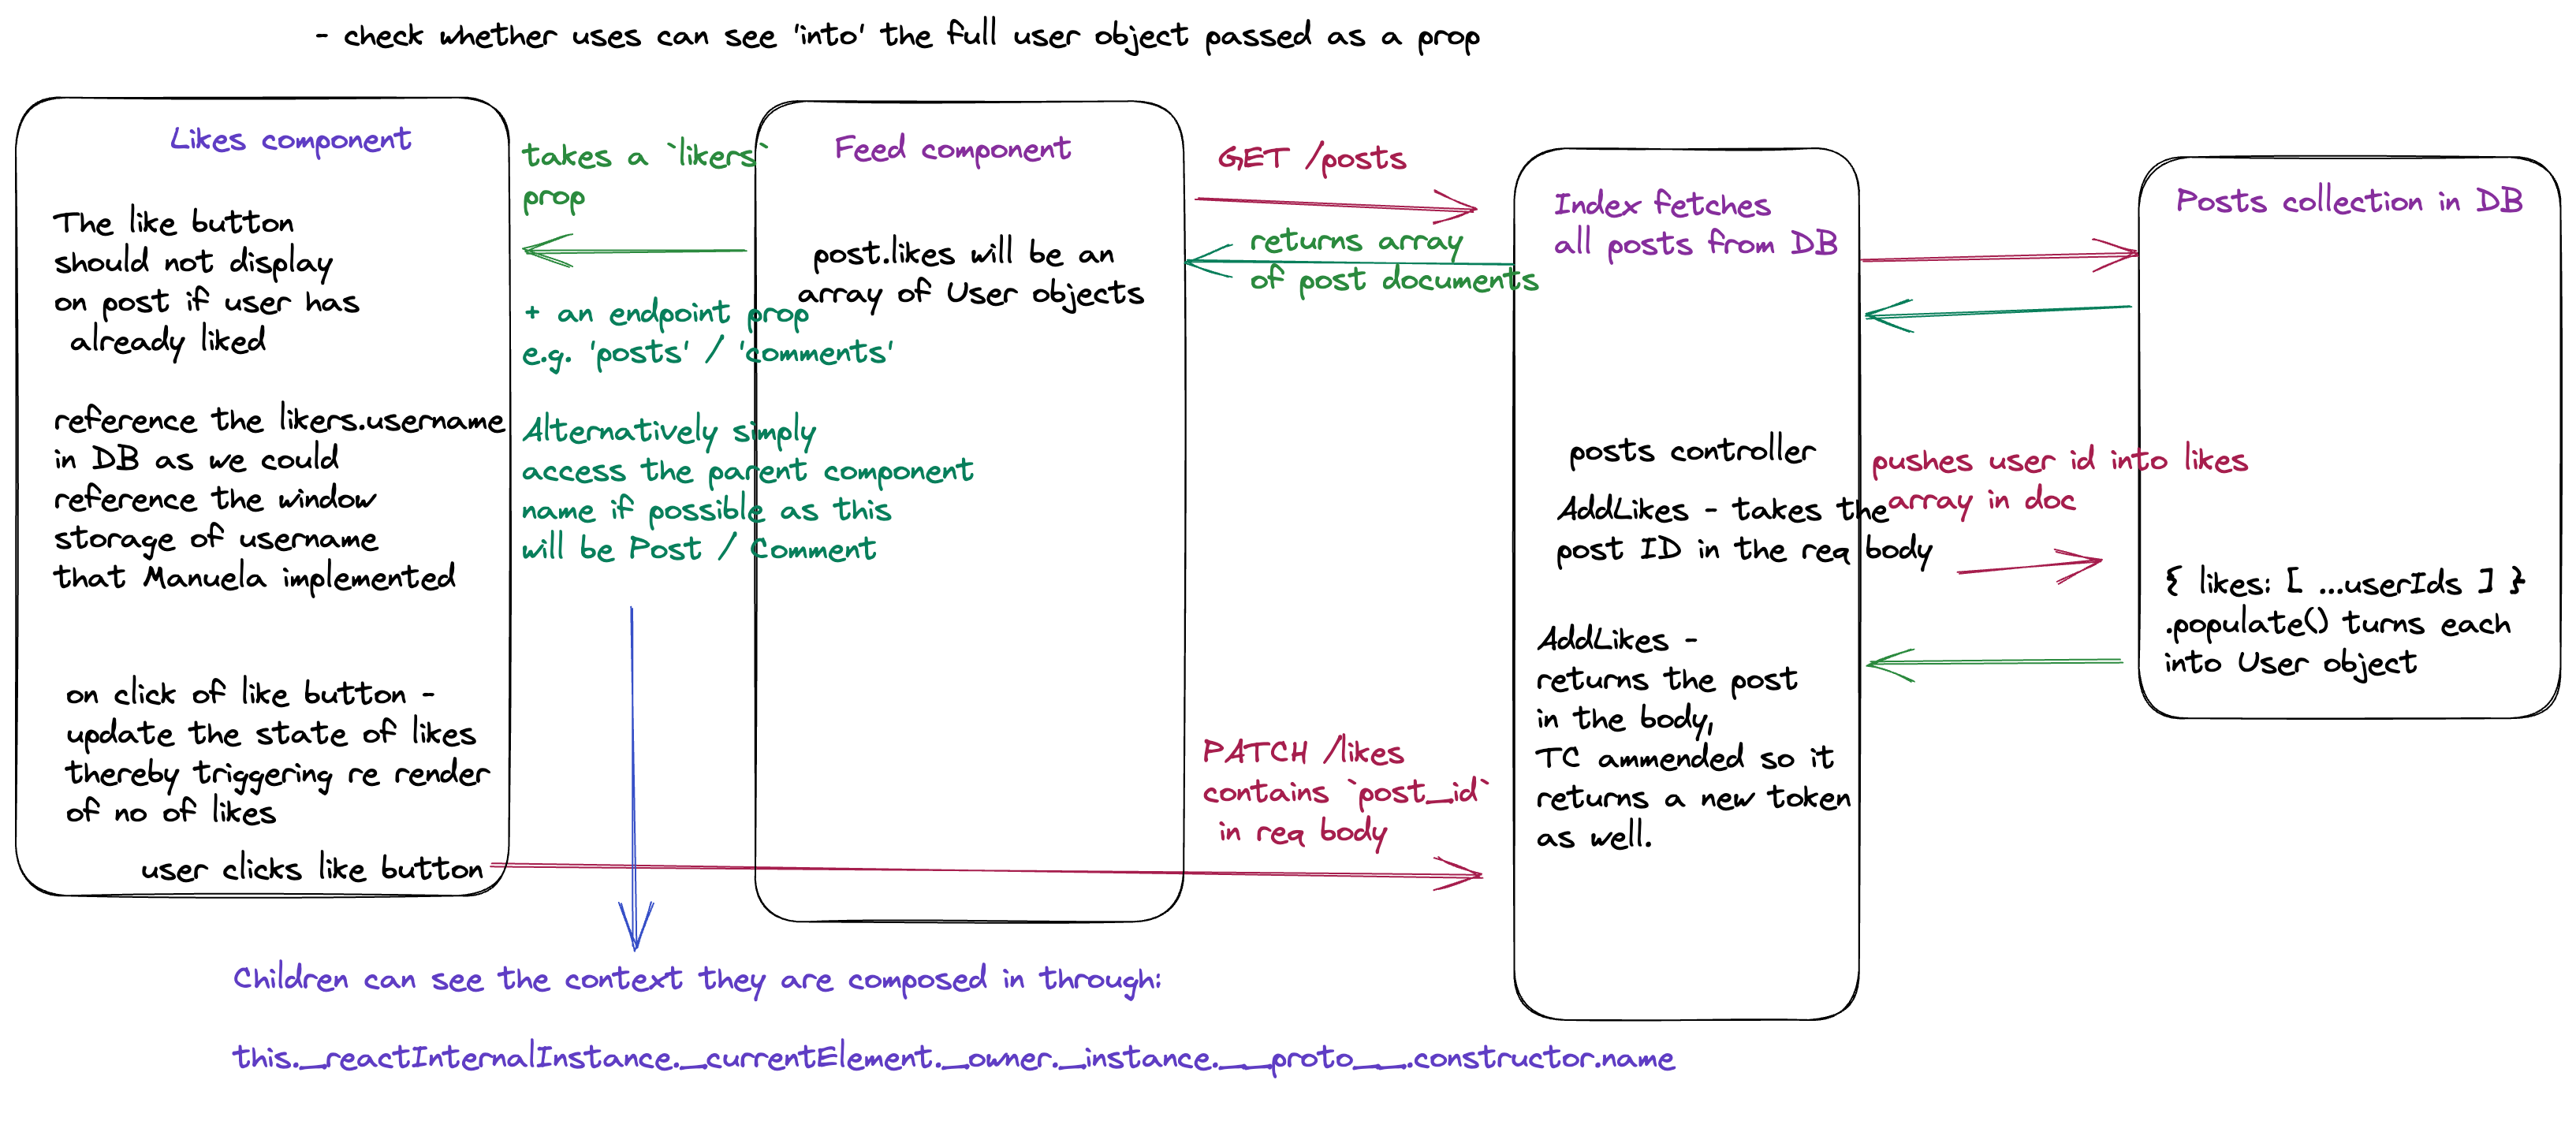 - check whether uses can see 'into' the full user object passed as a prop
Likes component
The like button
should not display
on post if user has
already liked
reference the likers.username
in DB as we could
reference the window
storage of username
that Manuela implemented
on click of like button -
update the state of likes
thereby triggering re render
of no of likes
user clicks like button
takes a `likers`
prop
+ an endpoint prop
e.g. 'posts' / 'comments'
Alternatively simply
access the parent component
name if possible as this
will be Post / Comment
Feed component
post.likes will be an
array of User objects
GET /posts
returns array
of post documents
PATCH /likes
contains `post_id`
in req body
Index fetches
all posts from DB
posts controller
AddLikes - takes the
post ID in the req body
AddLikes -
returns the post
in the body,
TC ammended so it
returns a new token
as well.
pushes user id into likes
array in doc
Posts collection in DB
{ likes: [ ...userIds ] }
.populate() turns each
into User object
Children can see the context they are composed in through:
this._reactInternalInstance._currentElement._owner._instance.__proto__.constructor.name